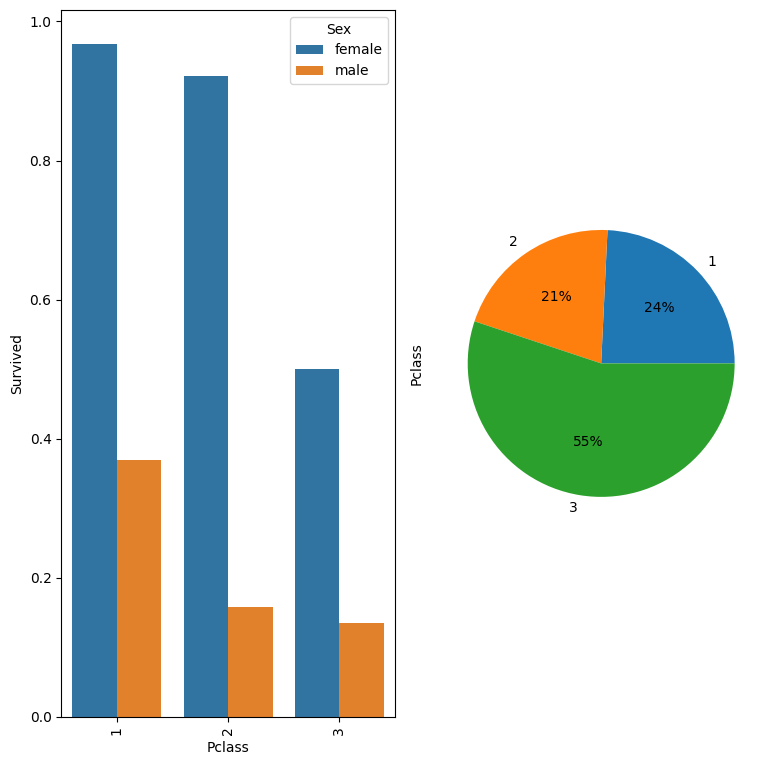 1.0
0.8
0.6
0.4
0.2
0.0
Survived
1
2
3
Pclass
Sex
female
male
Pclass
2
1
21%
24%
55%
3